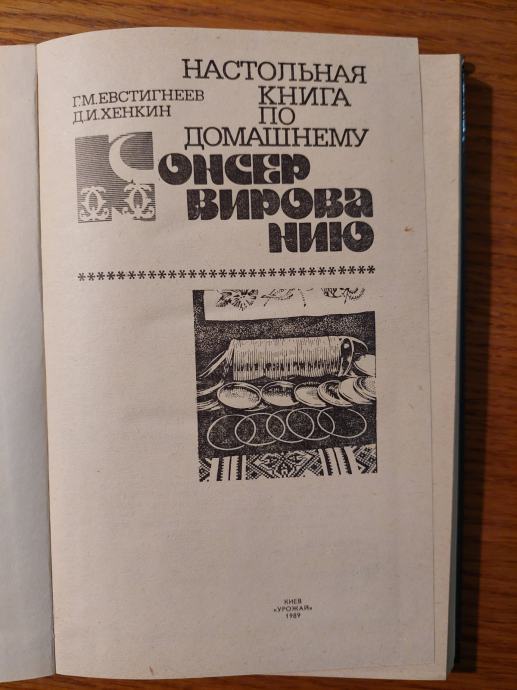 Г.М.ЕВСТИГНЕЕВ
Д.И.ХЕНКИН
НАСТОЛЬНАЯ
КНИГА
ПО
ДОМАШНЕМУ
КОНСЕР
ВИРОВА
НИЮ
****************************************
КИЕВ
«УРОЖАЙ»
1989